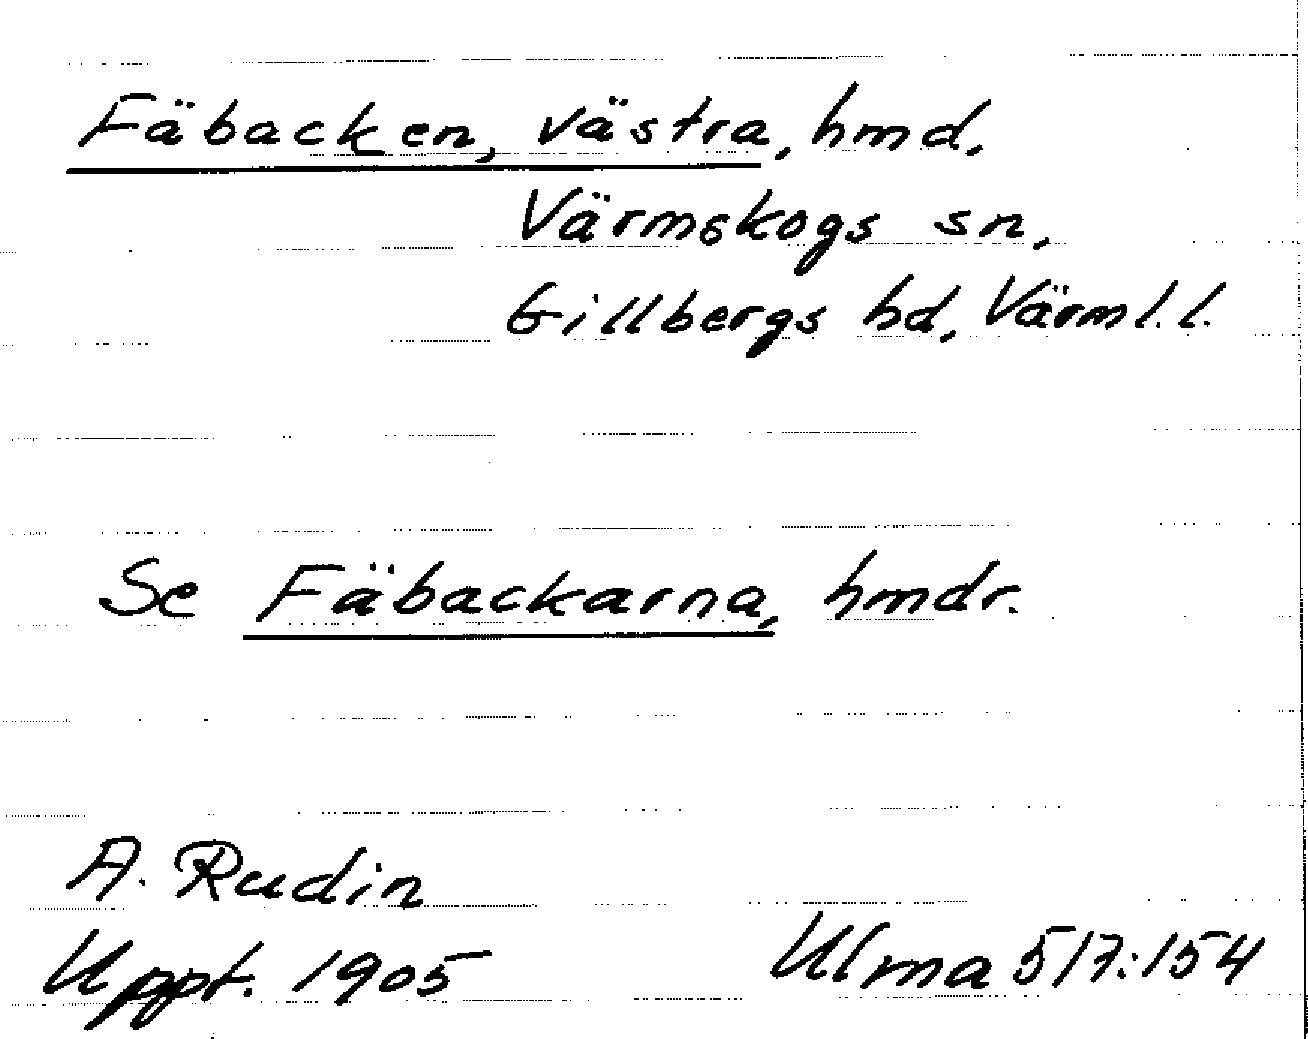 Fäbacken, västra, hmd,
Värmskogs sn,
Gillbergs hd, Värml. l.
Se Fäbackarna, hmdr.
A. Rudin
Uppt. 1905
Ulma 517:154